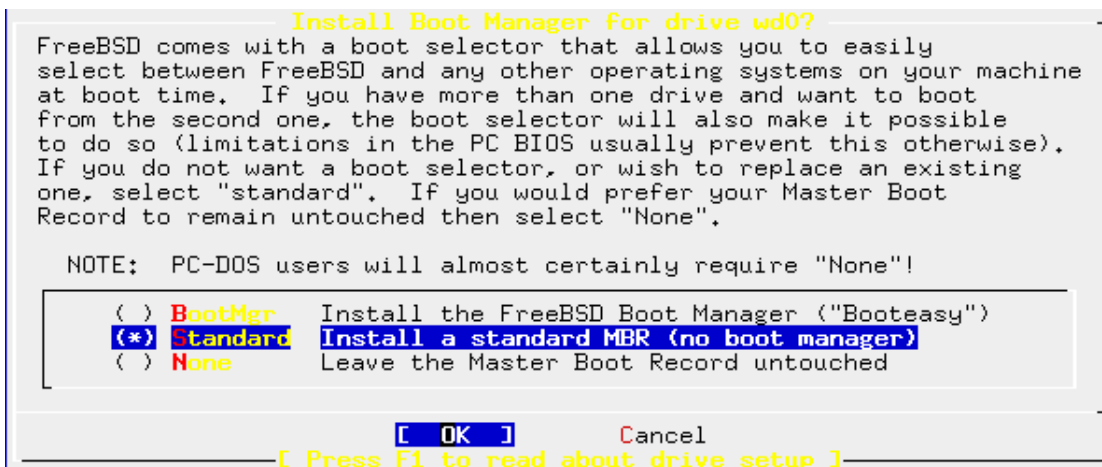 Install Boot Manager for drive wd0?
FreeBSD comes with a boot selector that allows you to easily
select between FreeBSD and any other operating systems on your machine
at boot time.  If you have more than one drive and want to boot
from the second one, the boot selector will also make it possible
to do so (limitations in the PC BIOS usually prevent this otherwise).
If you do not want a boot selector, or wish to replace an existing
one, select "standard".  If you would prefer your Master Boot
Record to remain untouched then select "None".
NOTE:  PC-DOS users will almost certainly require "None"!
( ) BootMgr   Install the FreeBSD Boot Manager ("Booteasy")
(*) Standard  Install a standard MBR (no boot manager)
( ) None      Leave the Master Boot Record untouched
[  OK  ]       Cancel
[ Press F1 to read about drive setup ]